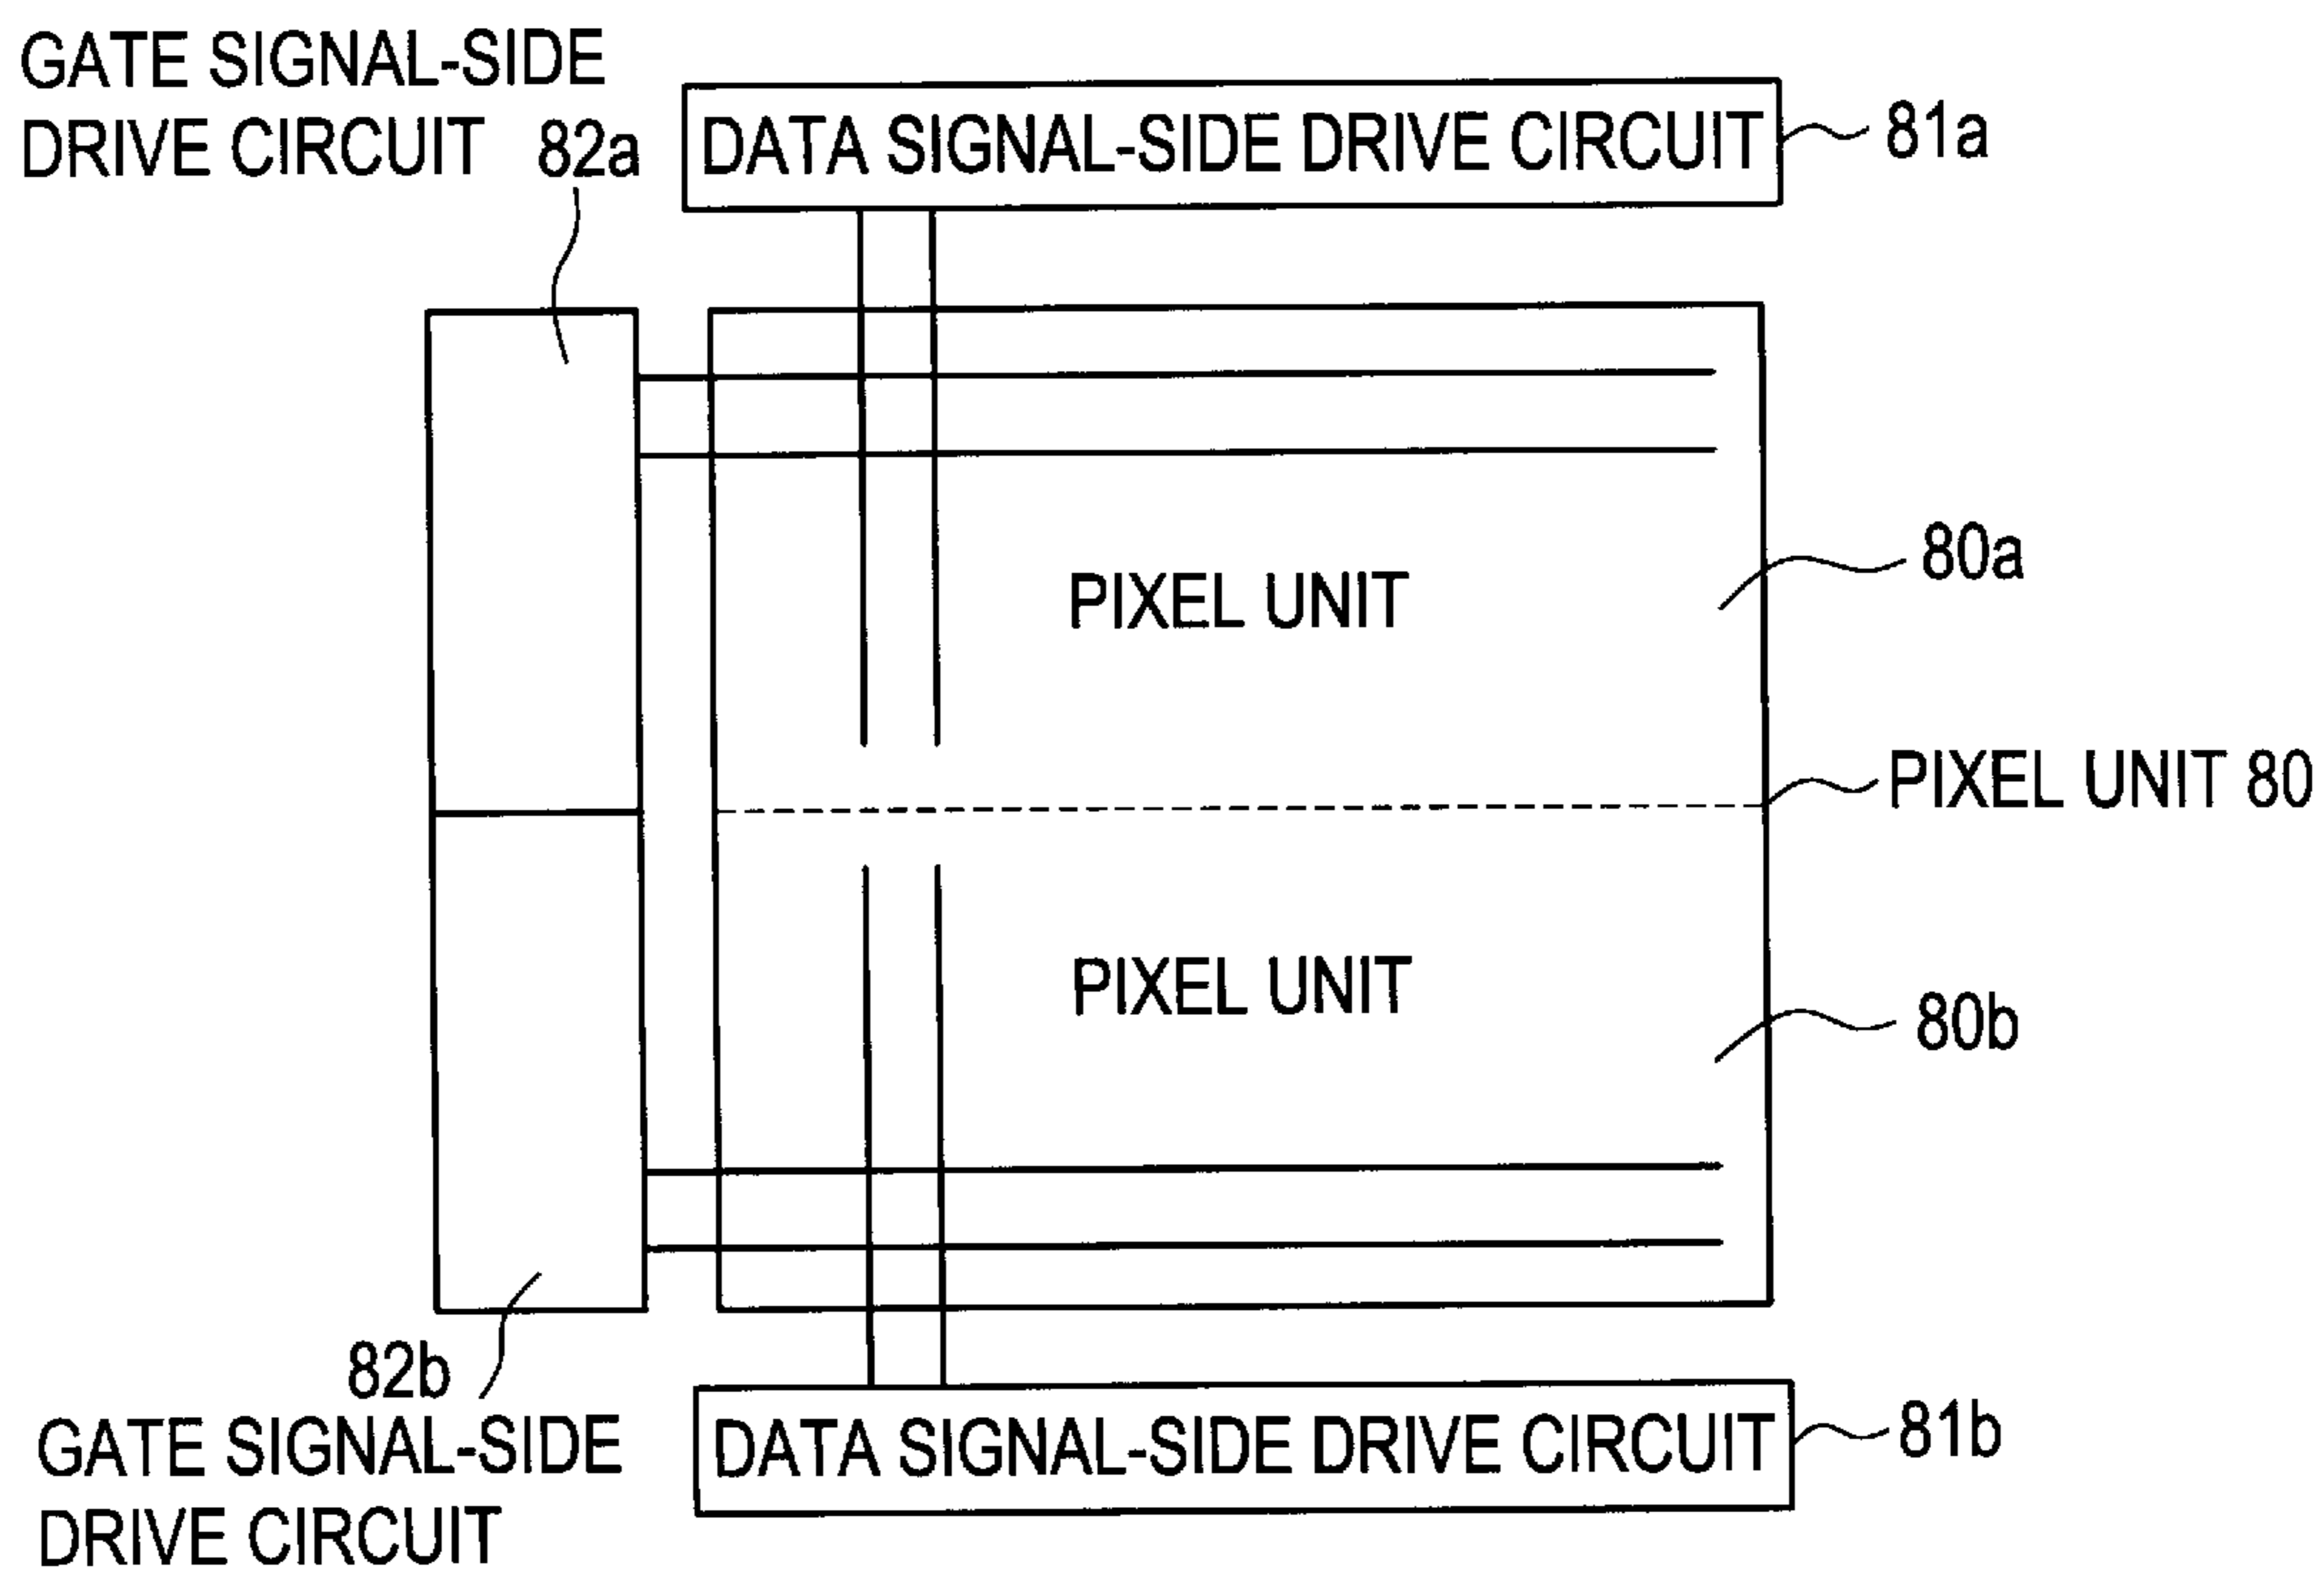 GATE SIGNAL-SIDE
DRIVE CIRCUIT 82a
DATA SIGNAL-SIDE DRIVE CIRCUIT 81a
PIXEL UNIT
80a
PIXEL UNIT 80
PIXEL UNIT
80b
82b
GATE SIGNAL-SIDE
DRIVE CIRCUIT
DATA SIGNAL-SIDE DRIVE CIRCUIT 81b